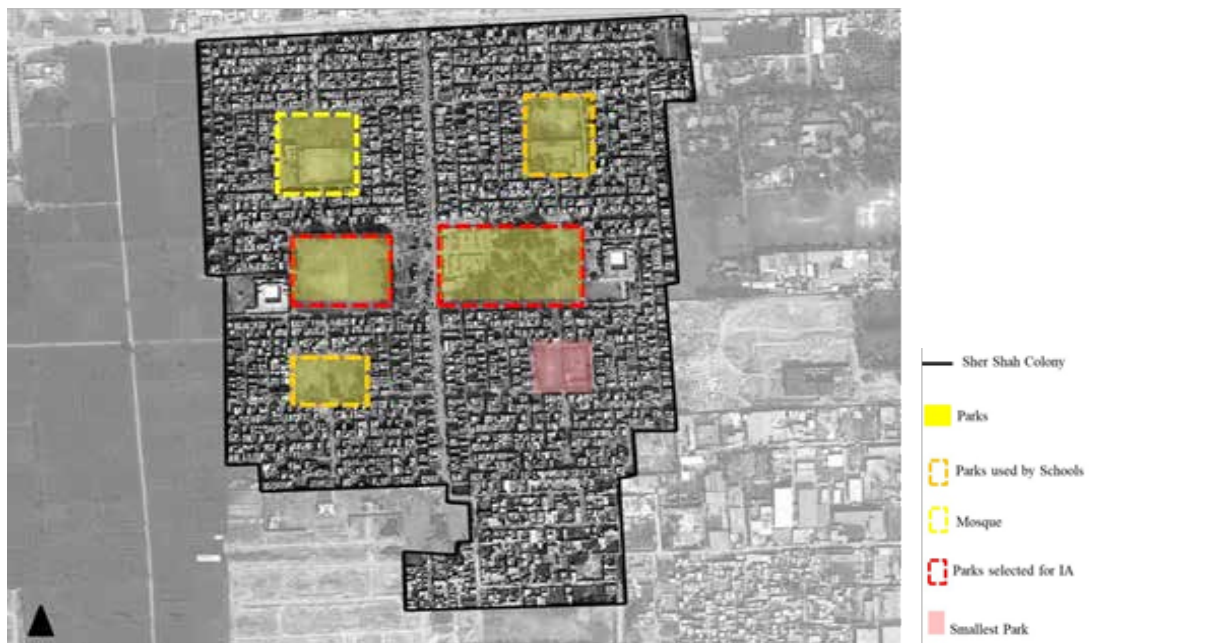 Sher Shah Colony
Parks
Parks used by Schools
Mosque
Parks selected for IA
Smallest Park